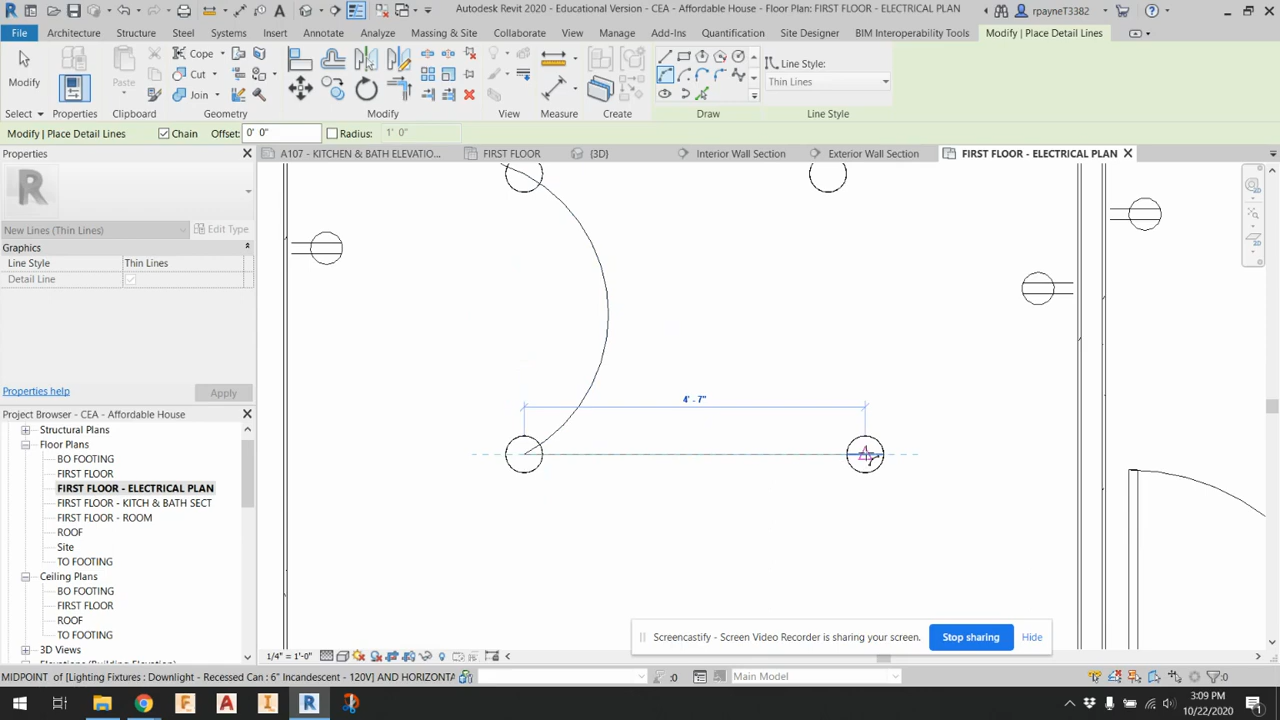 Autodesk Revit 2020 - Educational Version - CEA - Affordable House - Floor Plan: FIRST FLOOR - ELECTRICAL PLAN
rpayneT3382
File Architecture Structure Steel Systems Insert Annotate Analyze Massing & Site Collaborate View Manage Add-Ins Quantification Site Designer BIM Interoperability Tools Modify | Place Detail Lines
Modify
Paste
Cope
Cut
Join
Line Style:
Thin Lines
Select Properties Clipboard Geometry Modify View Measure Create Draw Line Style
Modify | Place Detail Lines Chain Offset: 0' 0" Radius: 1' 0"
Properties
A107 - KITCHEN & BATH ELEVATIO... FIRST FLOOR {3D} Interior Wall Section Exterior Wall Section FIRST FLOOR - ELECTRICAL PLAN
R
New Lines (Thin Lines) Edit Type
Graphics
Line Style Thin Lines
Detail Line
Properties help Apply
Project Browser - CEA - Affordable House
Structural Plans
Floor Plans
BO FOOTING
FIRST FLOOR
FIRST FLOOR - ELECTRICAL PLAN
FIRST FLOOR - KITCH & BATH SECT
FIRST FLOOR - ROOM
ROOF
Site
TO FOOTING
Ceiling Plans
BO FOOTING
FIRST FLOOR
ROOF
TO FOOTING
3D Views
Elevations (Building Elevation)
4' - 7"
Screencastify - Screen Video Recorder is sharing your screen. Stop sharing Hide
1/4" = 1'-0"
MIDPOINT of [Lighting Fixtures : Downlight - Recessed Can : 6" Incandescent - 120V] AND HORIZONTA
:0 Main Model :0
3:09 PM
10/22/2020